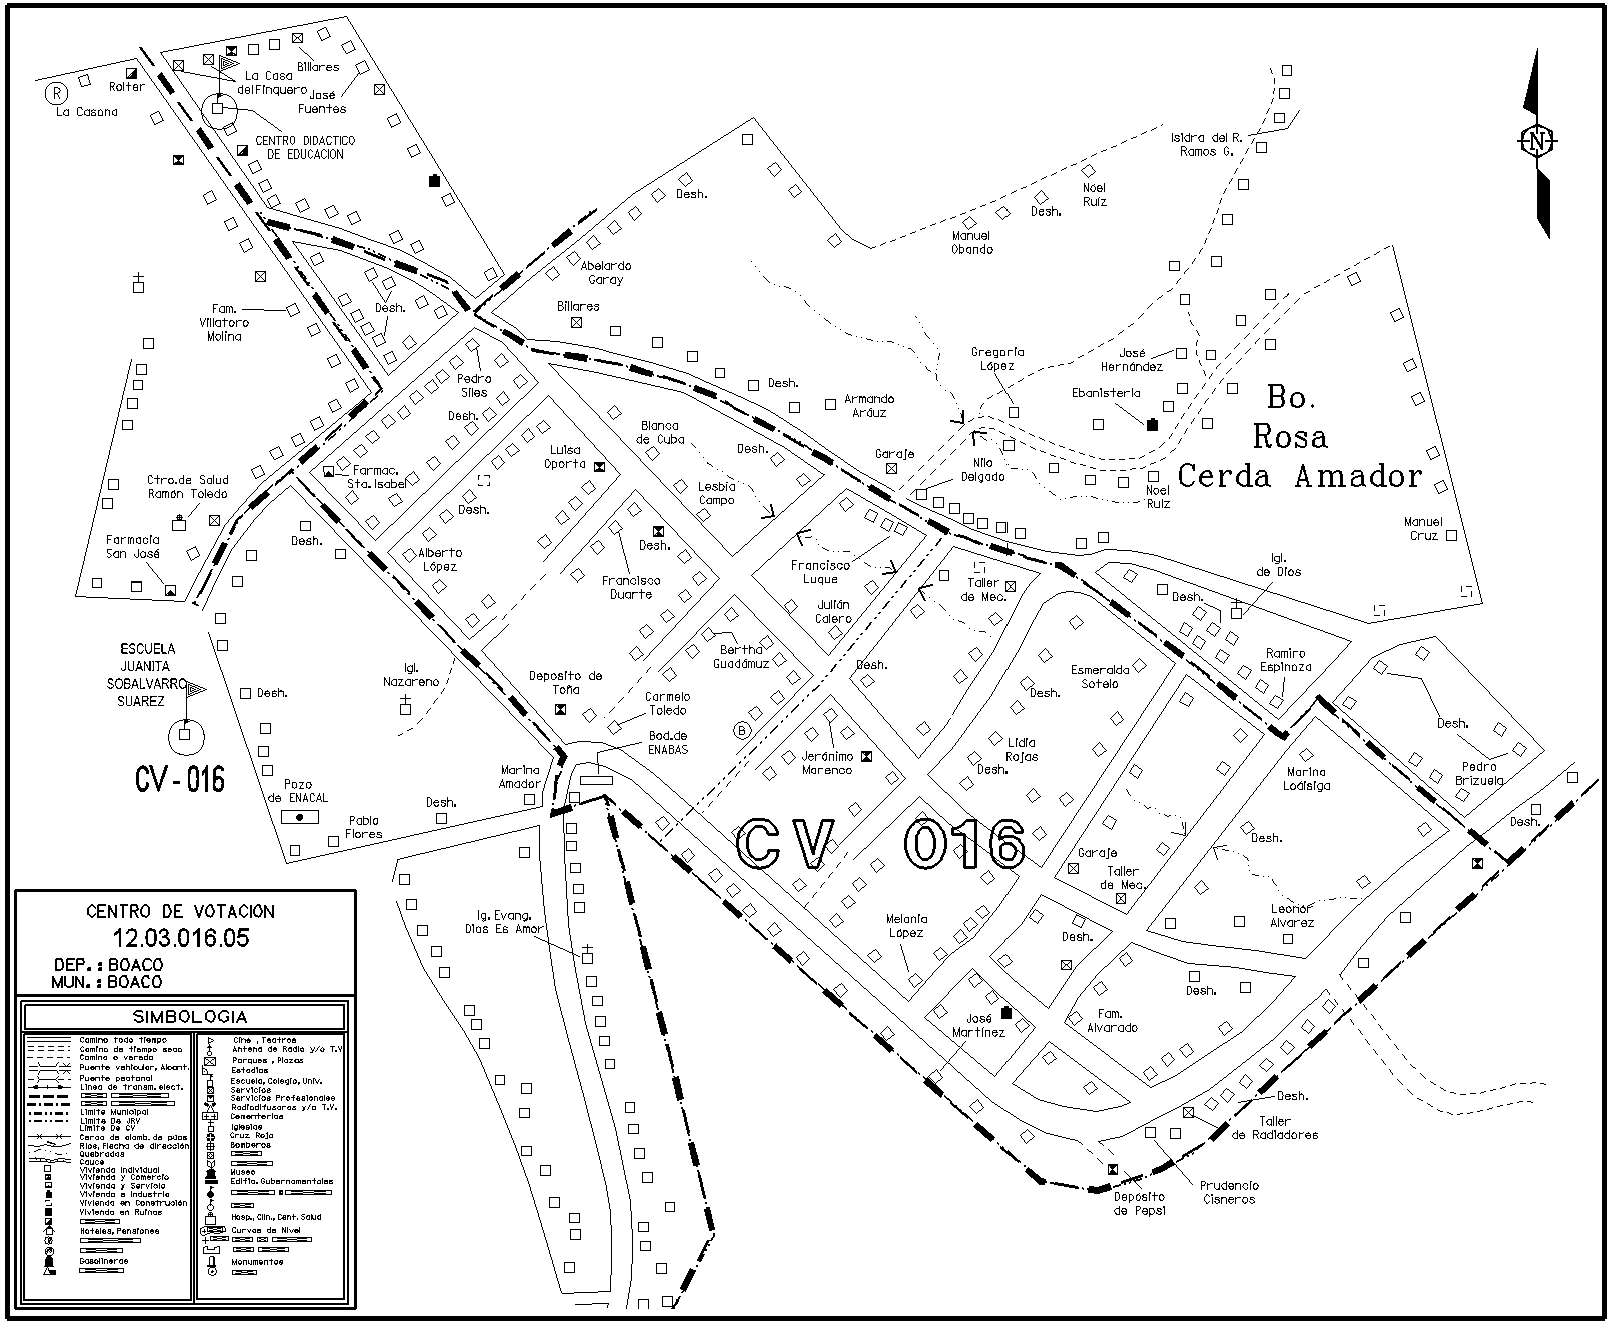 R
La Casona
Rolter
La Casa
del Finquero
Billares
José
Fuentes
CENTRO DIDACTICO
DE EDUCACION
Desh.
Abelardo
Garay
Billares
Manuel
Obando
Desh.
Noel
Ruíz
Isidra del R.
Ramos G.
N
Fam.
Villatoro
Molina
Desh.
Pedro
Siles
Desh.
Desh.
Armando
Aráuz
Gregoria
López
José
Hernández
Ebanisteria
Bo.
Rosa
Cerda Amador
Blanca
de Cuba
Desh.
Luisa
Oporta
Garaje
Nilo
Delgado
Noel
Ruiz
Farmac.
Sta. Isabel
Ctro. de Salud
Ramón Toledo
Lesbia
Campo
Desh.
Manuel
Cruz
Farmacia
San José
Desh.
Alberto
López
Desh.
Francisco
Duarte
Francisco
Luque
Julián
Calero
Taller
de Mec.
Igl.
de Dios
Desh.
Ramiro
Espinoza
ESCUELA
JUANITA
SOBALVARRO
SUAREZ
CV - 016
Desh.
Igl.
Nazareno
Deposito de
Toña
Bertha
Guadámuz
Carmelo
Toledo
Desh.
Desh.
Esmeralda
Sotelo
Bod. de
ENABAS
B
Jerónimo
Marenco
Lidia
Rojas
Desh.
Desh.
Pedro
Brizuela
Marina
Loáisiga
Marina
Amador
Pozo
de ENACAL
Desh.
Pablo
Flores
Desh.
Desh.
CV 016
Garaje
Taller
de Mec.
Leonor
Alvarez
Ig. Evang.
Dios Es Amor
Melania
López
Desh.
Desh.
José
Martínez
Fam.
Alvarado
Desh.
Taller
de Radiadores
Prudencio
Cisneros
Depósito
de Pepsi
CENTRO DE VOTACION
12.03.016.05
DEP. : BOACO
MUN. : BOACO
SIMBOLOGIA
Camino todo tiempo
Camino de tiempo seco
Camino o vereda
Puente vehicular, Alcant.
Puente peatonal
Linea de transm. elect.
Limite Municipal
Limite De JRV
Limite De CV
Cerca de alamb. de púas
Rios, Flecha de dirección
Quebradas
Cauce
Vivienda Individual
Vivienda y Comercio
Vivienda y Servicio
Vivienda e Industria
Vivienda en Construción
Vivienda en Ruinas
Hoteles, Pensiones
Gasolineras
Cine , Teatros
Antena de Radio y/o T.V
Parques , Plazas
Estadios
Escuela, Colegio, Univ.
Servicios
Servicios Profesionales
Radiodifusoras y/o T.V.
Cementerios
Iglesias
Cruz Roja
Bomberos
Museo
Edific. Gubernamentales
Hosp., Clin., Cent. Salud
Curvas de Nivel
Monumentos